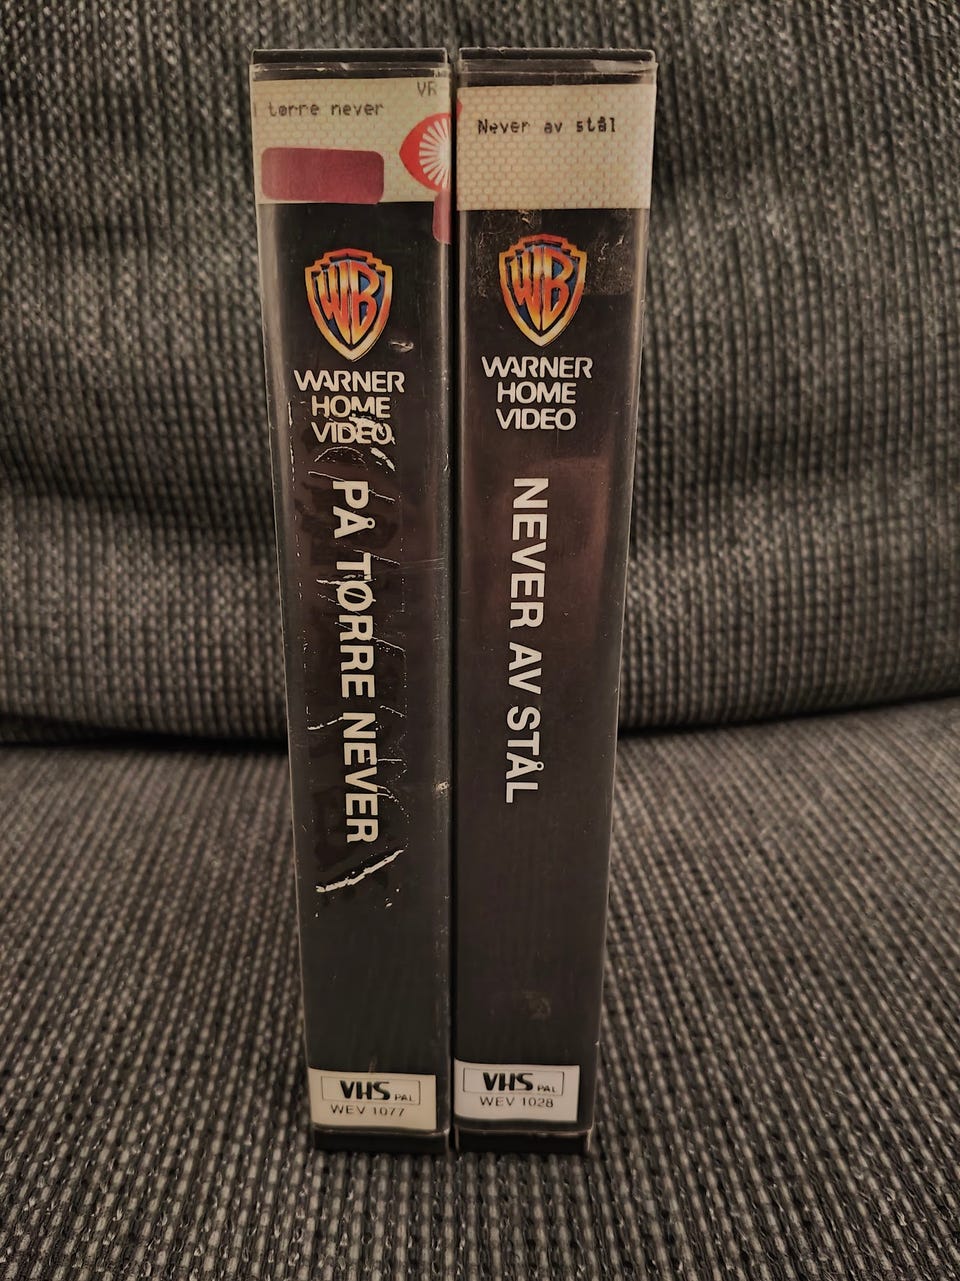 VR
tørre never
WB
WARNER
HOME
VIDEO
PÅ TØRRE NEVER
VHS PAL
WEV 1077
Never av stål
WB
WARNER
HOME
VIDEO
NEVER AV STÅL
VHS PAL
WEV 1028